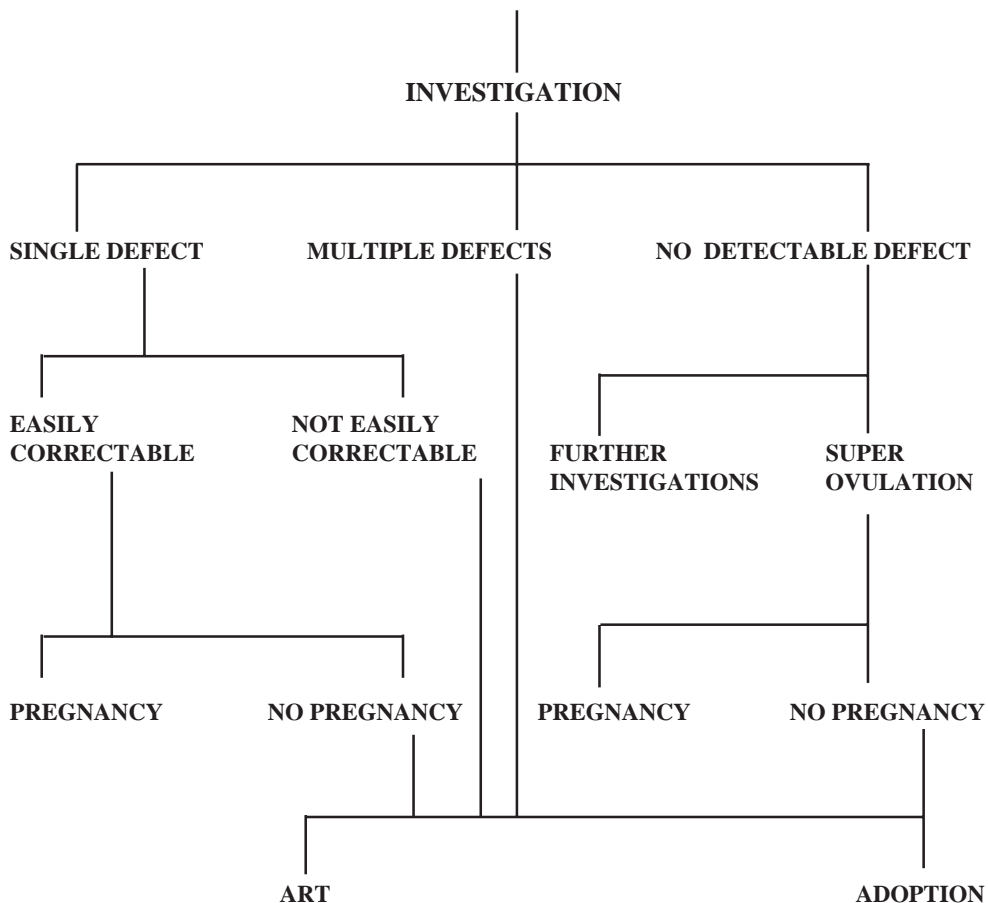 INVESTIGATION
SINGLE DEFECT
MULTIPLE DEFECTS
NO DETECTABLE DEFECT
EASILY
CORRECTABLE
NOT EASILY
CORRECTABLE
FURTHER
INVESTIGATIONS
SUPER
OVULATION
PREGNANCY
NO PREGNANCY
PREGNANCY
NO PREGNANCY
ART
ADOPTION